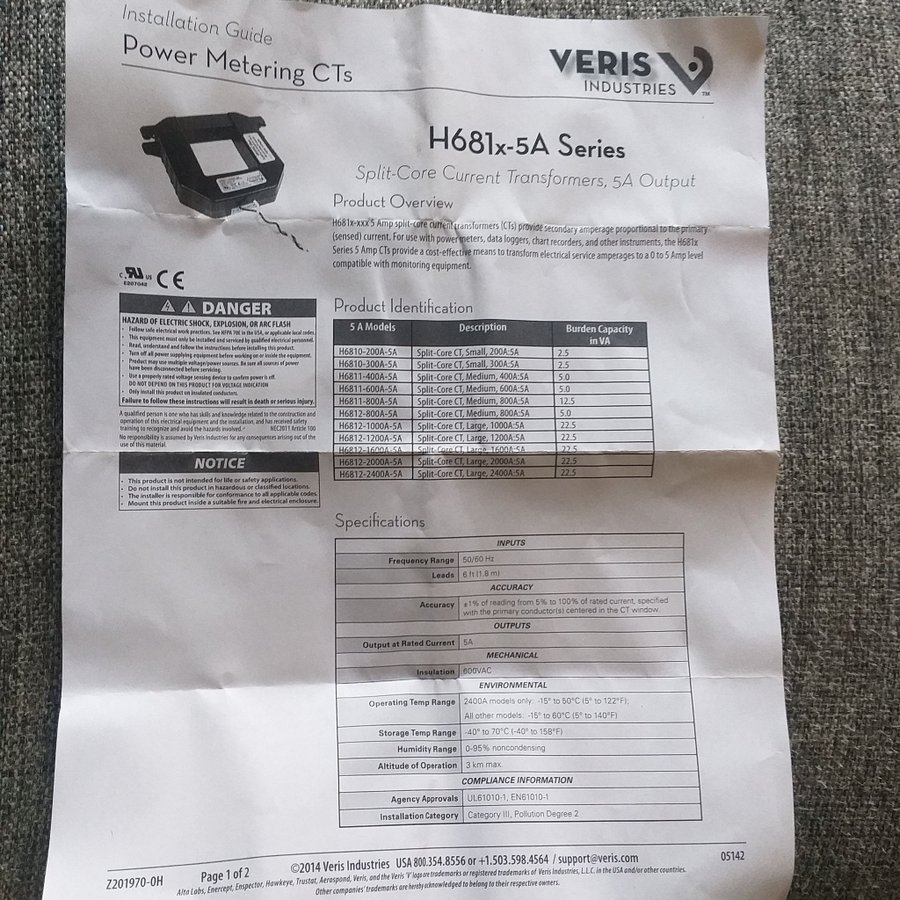 Installation Guide
Power Metering CTs
VERIS
INDUSTRIES
™
H681x-5A Series
Split-Core Current Transformers, 5A Output
Product Overview
H681x-xxx 5 Amp split-core current transformers (CTs) provide secondary amperage proportional to the primary
(sensed) current. For use with power meters, data loggers, chart recorders, and other instruments, the H681x
Series 5 Amp CTs provide a cost-effective means to transform electrical service amperages to a 0 to 5 Amp level
compatible with monitoring equipment.
C UL US CE
E207042
DANGER
HAZARD OF ELECTRIC SHOCK, EXPLOSION, OR ARC FLASH
• Follow safe electrical work practices. See NFPA 70E in the USA, or applicable local codes.
• This equipment must only be installed and serviced by qualified electrical personnel.
• Read, understand and follow the instructions before installing this product.
• Turn off all power supplying equipment before working on or inside the equipment.
• Product may use multiple voltage/power sources. Be sure all sources of power
have been disconnected before servicing.
• Use a properly rated voltage sensing device to confirm power is off.
DO NOT DEPEND ON THIS PRODUCT FOR VOLTAGE INDICATION
• Only install this product on insulated conductors.
Failure to follow these instructions will result in death or serious injury.
A qualified person is one who has skills and knowledge related to the construction and
operation of this electrical equipment and the installation, and has received safety
training to recognize and avoid the hazards involved. NEC2011 Article 100
No responsibility is assumed by Veris Industries for any consequences arising out of the
use of this material.
NOTICE
• This product is not intended for life or safety applications.
• Do not install this product in hazardous or classified locations.
• The installer is responsible for conformance to all applicable codes.
• Mount this product inside a suitable fire and electrical enclosure.
Product Identification
5 A Models Description Burden Capacity
in VA
H6810-200A-5A Split-Core CT, Small, 200A:5A 2.5
H6810-300A-5A Split-Core CT, Small, 300A:5A 2.5
H6811-400A-5A Split-Core CT, Medium, 400A:5A 5.0
H6811-600A-5A Split-Core CT, Medium, 600A:5A 5.0
H6811-800A-5A Split-Core CT, Medium, 800A:5A 12.5
H6812-800A-5A Split-Core CT, Medium, 800A:5A 5.0
H6812-1000A-5A Split-Core CT, Large, 1000A:5A 22.5
H6812-1200A-5A Split-Core CT, Large, 1200A:5A 22.5
H6812-1600A-5A Split-Core CT, Large, 1600A:5A 22.5
H6812-2000A-5A Split-Core CT, Large, 2000A:5A 22.5
H6812-2400A-5A Split-Core CT, Large, 2400A:5A 22.5
Specifications
INPUTS
Frequency Range 50/60 Hz
Leads 6 ft (1.8 m)
ACCURACY
Accuracy ±1% of reading from 5% to 100% of rated current, specified
with the primary conductor(s) centered in the CT window.
OUTPUTS
Output at Rated Current 5A
MECHANICAL
Insulation 600VAC
ENVIRONMENTAL
Operating Temp Range 2400A models only: -15° to 50°C (5° to 122°F);
All other models: -15° to 60°C (5° to 140°F)
Storage Temp Range -40° to 70°C (-40° to 158°F)
Humidity Range 0-95% noncondensing
Altitude of Operation 3 km max.
COMPLIANCE INFORMATION
Agency Approvals UL61010-1, EN61010-1
Installation Category Category III, Pollution Degree 2
Z201970-0H Page 1 of 2 ©2014 Veris Industries USA 800.354.8556 or +1.503.598.4564 / support@veris.com 05142
Alta Labs, Enercept, Enspector, Hawkeye, Trustat, Aerospond, Veris, and the Veris 'V' logo are trademarks or registered trademarks of Veris Industries, L.L.C. in the USA and/or other countries.
Other companies' trademarks are hereby acknowledged to belong to their respective owners.